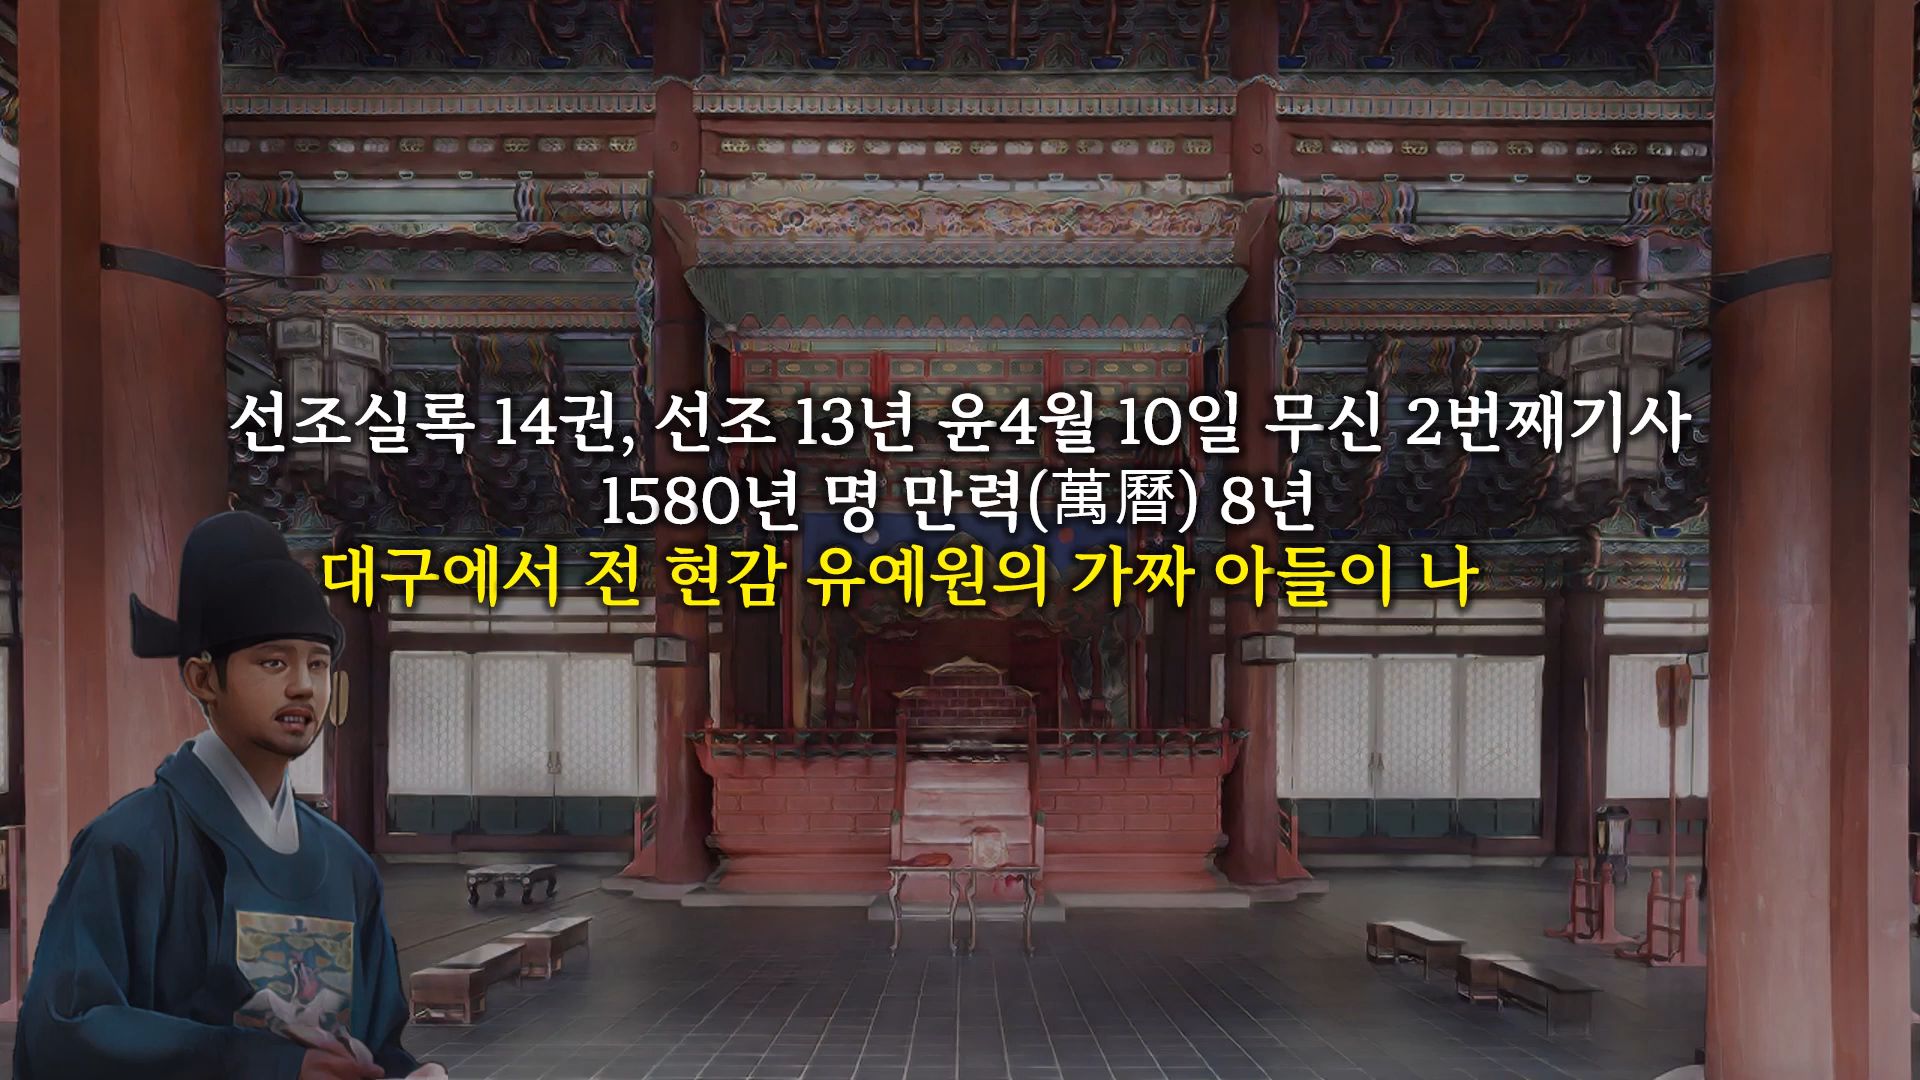 선조실록 14권, 선조 13년 윤4월 10일 무신 2번째기사
1580년 명 만력(萬曆) 8년
대구에서 전 현감 유예원의 가짜 아들이 나